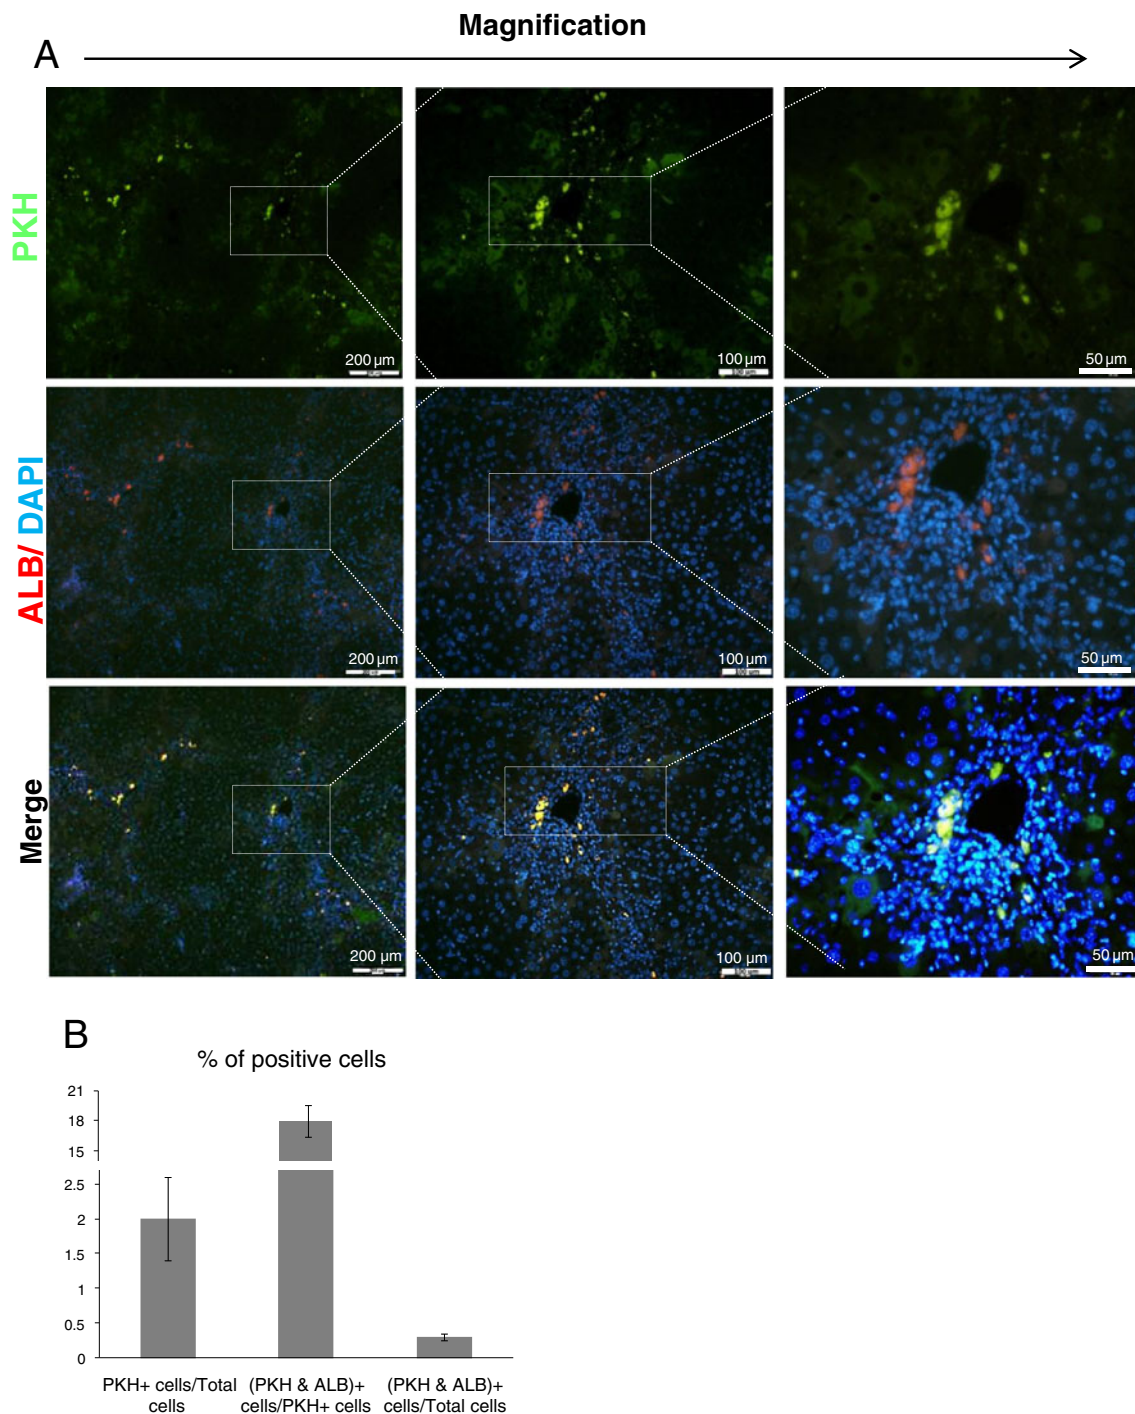 Magnification
A
PKH
200 µm
100 µm
50 µm
ALB/ DAPI
200 µm
100 µm
50 µm
Merge
200 µm
100 µm
50 µm
B
% of positive cells
21
18
15
2.5
2
1.5
1
0.5
0
PKH+ cells/Total
cells
(PKH & ALB)+
cells/PKH+ cells
(PKH & ALB)+
cells/Total cells